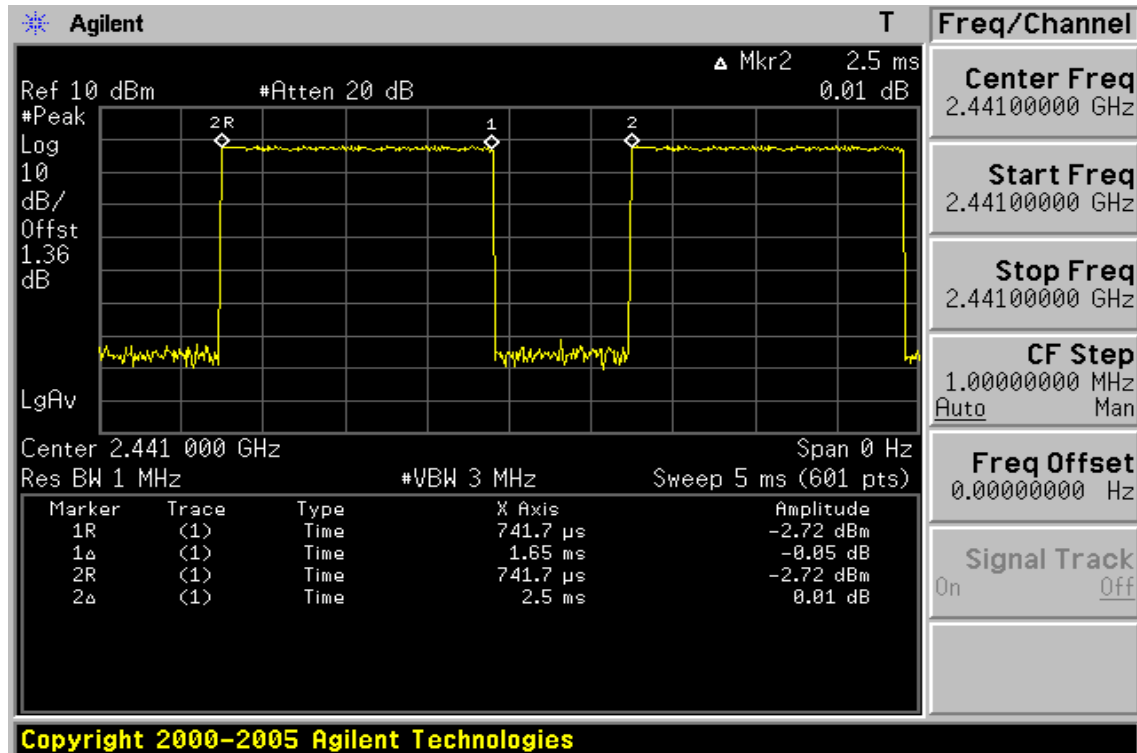 Agilent T
Freq/Channel
▵ Mkr2 2.5 ms
Ref 10 dBm #Atten 20 dB 0.01 dB
#Peak
Log
10
dB/
Offst
1.36
dB
LgAv
2R 1 2
Center 2.441 000 GHz Span 0 Hz
Res BW 1 MHz #VBW 3 MHz Sweep 5 ms (601 pts)
Marker Trace Type X Axis Amplitude
1R (1) Time 741.7 µs -2.72 dBm
1▵ (1) Time 1.65 ms -0.05 dB
2R (1) Time 741.7 µs -2.72 dBm
2▵ (1) Time 2.5 ms 0.01 dB
Center Freq
2.44100000 GHz
Start Freq
2.44100000 GHz
Stop Freq
2.44100000 GHz
CF Step
1.00000000 MHz
Auto Man
Freq Offset
0.00000000 Hz
Signal Track
On Off
Copyright 2000-2005 Agilent Technologies